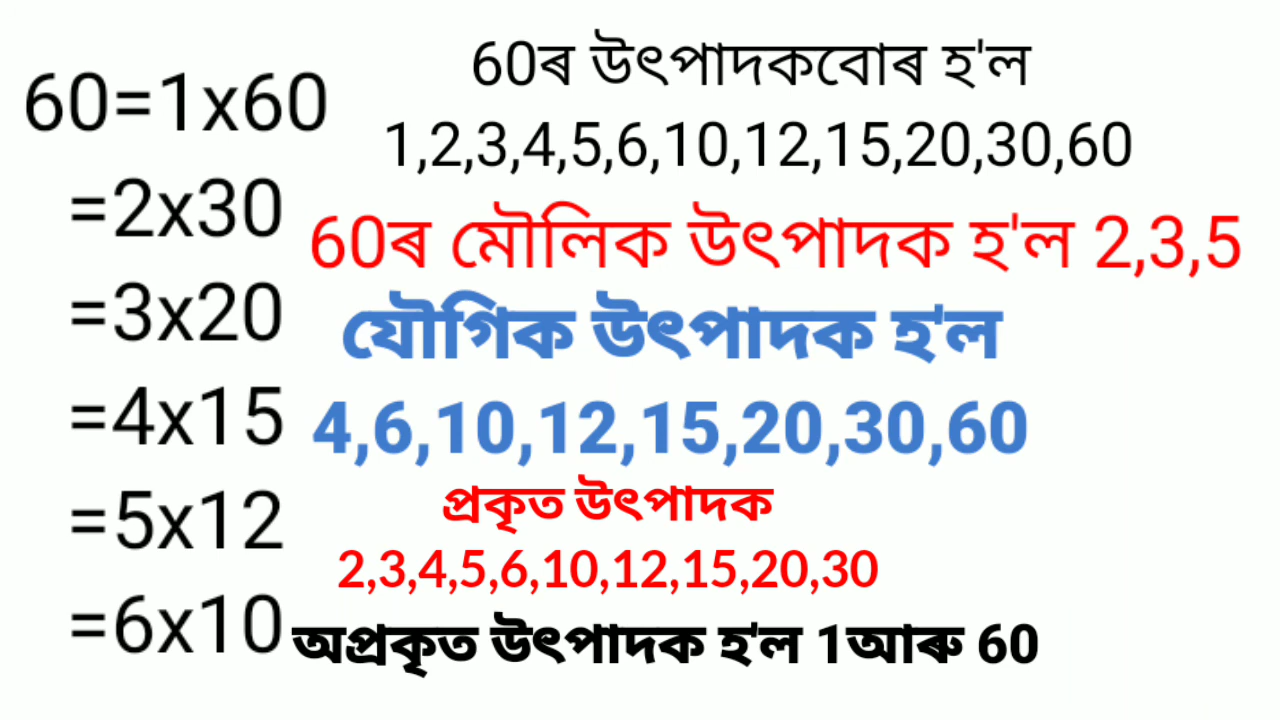 60=1x60
=2x30
=3x20
=4x15
=5x12
=6x10
60ৰ উৎপাদকবোৰ হ'ল
1,2,3,4,5,6,10,12,15,20,30,60
60ৰ মৌলিক উৎপাদক হ'ল 2,3,5
যৌগিক উৎপাদক হ'ল
4,6,10,12,15,20,30,60
প্ৰকৃত উৎপাদক
2,3,4,5,6,10,12,15,20,30
অপ্ৰকৃত উৎপাদক হ'ল 1আৰু 60